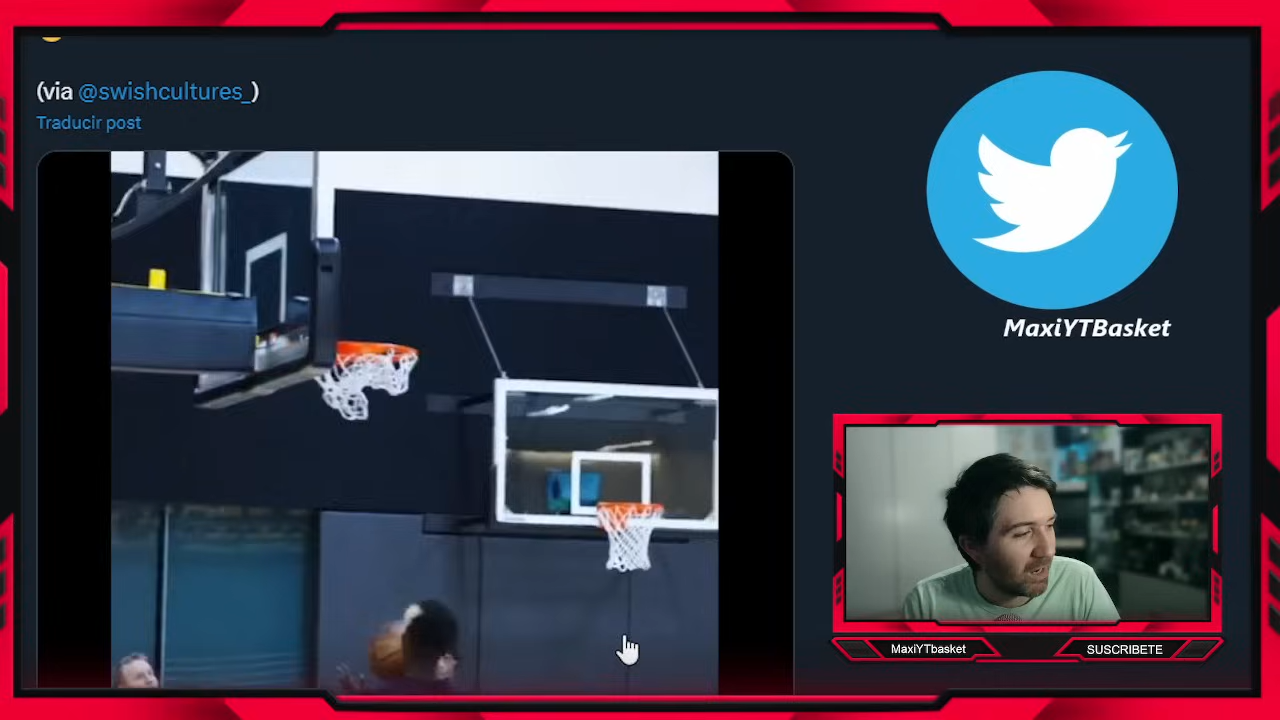 (via @swishcultures_)
Traducir post
MaxiYTBasket
MaxiYTbasket
SUSCRIBETE